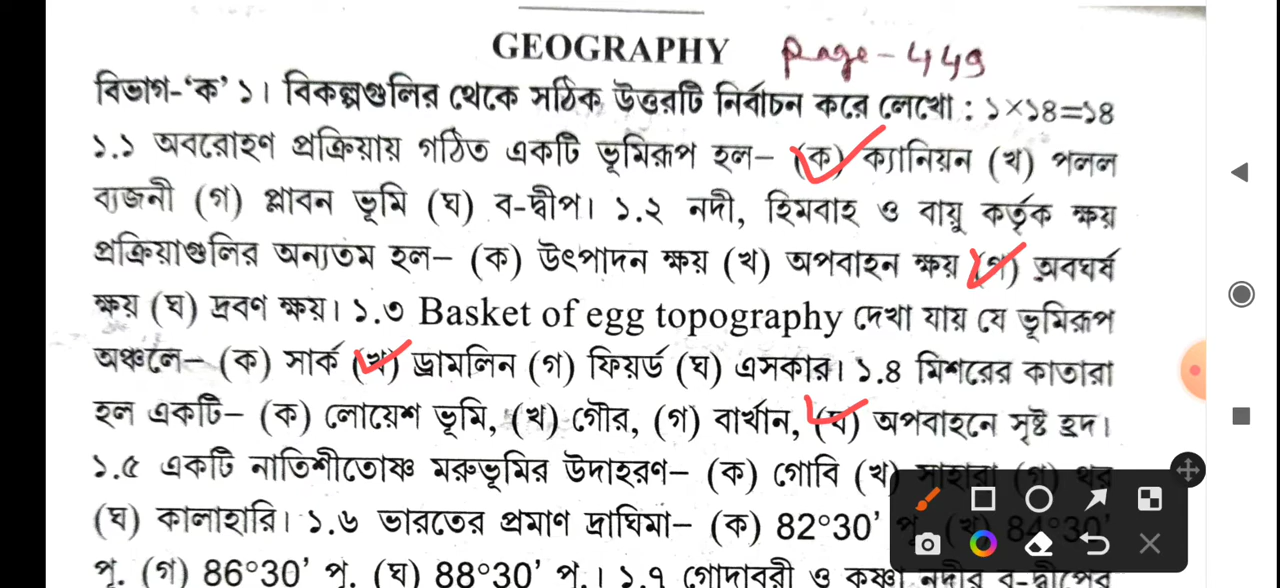 GEOGRAPHY Page-449
বিভাগ-‘ক’ ১। বিকল্পগুলির থেকে সঠিক উত্তরটি নির্বাচন করে লেখো : ১×১৪=১৪
১.১ অবরোহণ প্রক্রিয়ায় গঠিত একটি ভূমিরূপ হল– (ক) ক্যানিয়ন (খ) পলল
ব্যজনী (গ) প্লাবন ভূমি (ঘ) ব-দ্বীপ। ১.২ নদী, হিমবাহ ও বায়ু কর্তৃক ক্ষয়
প্রক্রিয়াগুলির অন্যতম হল– (ক) উৎপাদন ক্ষয় (খ) অপবাহন ক্ষয় (গ) অবঘর্ষ
ক্ষয় (ঘ) দ্রবণ ক্ষয়। ১.৩ Basket of egg topography দেখা যায় যে ভূমিরূপ
অঞ্চলে– (ক) সার্ক (খ) ড্রামলিন (গ) ফিয়র্ড (ঘ) এসকার। ১.৪ মিশরের কাতারা
হল একটি– (ক) লোয়েশ ভূমি, (খ) গৌর, (গ) বার্খান, (ঘ) অপবাহনে সৃষ্ট হ্রদ।
১.৫ একটি নাতিশীতোষ্ণ মরুভূমির উদাহরণ– (ক) গোবি (খ) সাহারা (গ) থর
(ঘ) কালাহারি। ১.৬ ভারতের প্রমাণ দ্রাঘিমা– (ক) 82°30' পূ. (খ) 84°30'
পূ. (গ) 86°30' পূ. (ঘ) 88°30' পূ.। ১.৭ গোদাবরী ও কৃষ্ণা নদীর ব-দ্বীপের